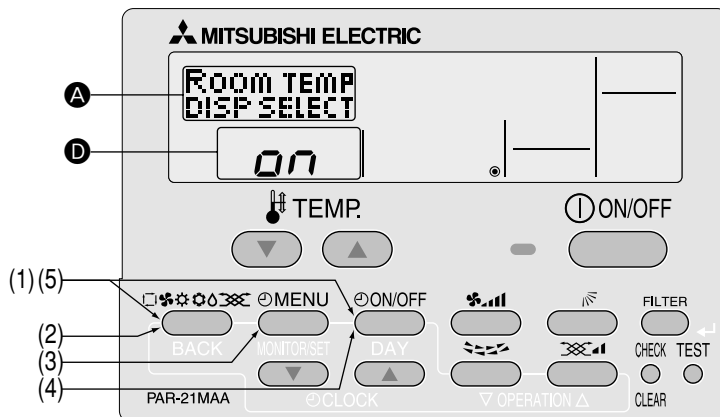 MITSUBISHI ELECTRIC
A
Room TEMP
DISP SELECT
D
on
TEMP.
ON/OFF
(1) (5)
MENU
ON/OFF
FILTER
(2)
BACK
(3)
MONITOR/SET
(4)
DAY
CHECK TEST
PAR-21MAA
CLOCK
OPERATION
CLEAR